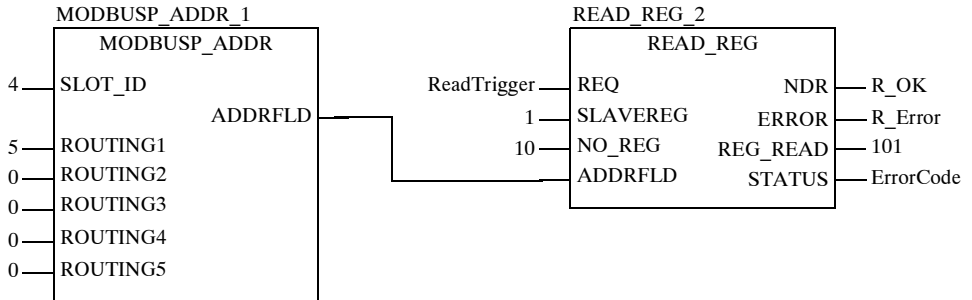 MODBUSP_ADDR_1
MODBUSP_ADDR
4 SLOT_ID
ADDRFLD
5 ROUTING1
0 ROUTING2
0 ROUTING3
0 ROUTING4
0 ROUTING5
READ_REG_2
READ_REG
ReadTrigger REQ NDR R_OK
1 SLAVEREG ERROR R_Error
10 NO_REG REG_READ 101
ADDRFLD STATUS ErrorCode